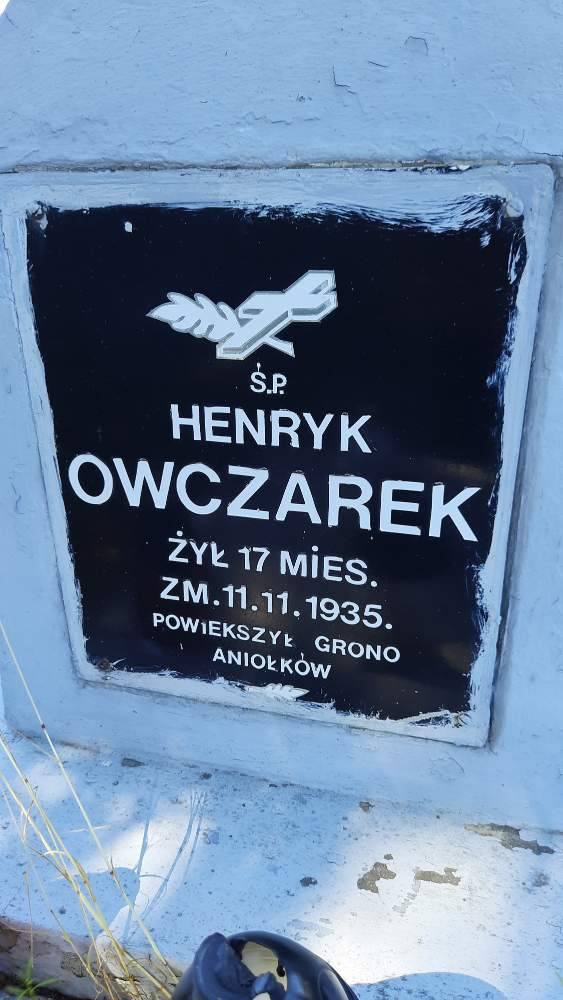 Ś.P.
HENRYK
OWCZAREK
ŻYŁ 17 MIES.
ZM.11.11.1935.
POWIEKSZYŁ GRONO
ANIOŁKÓW